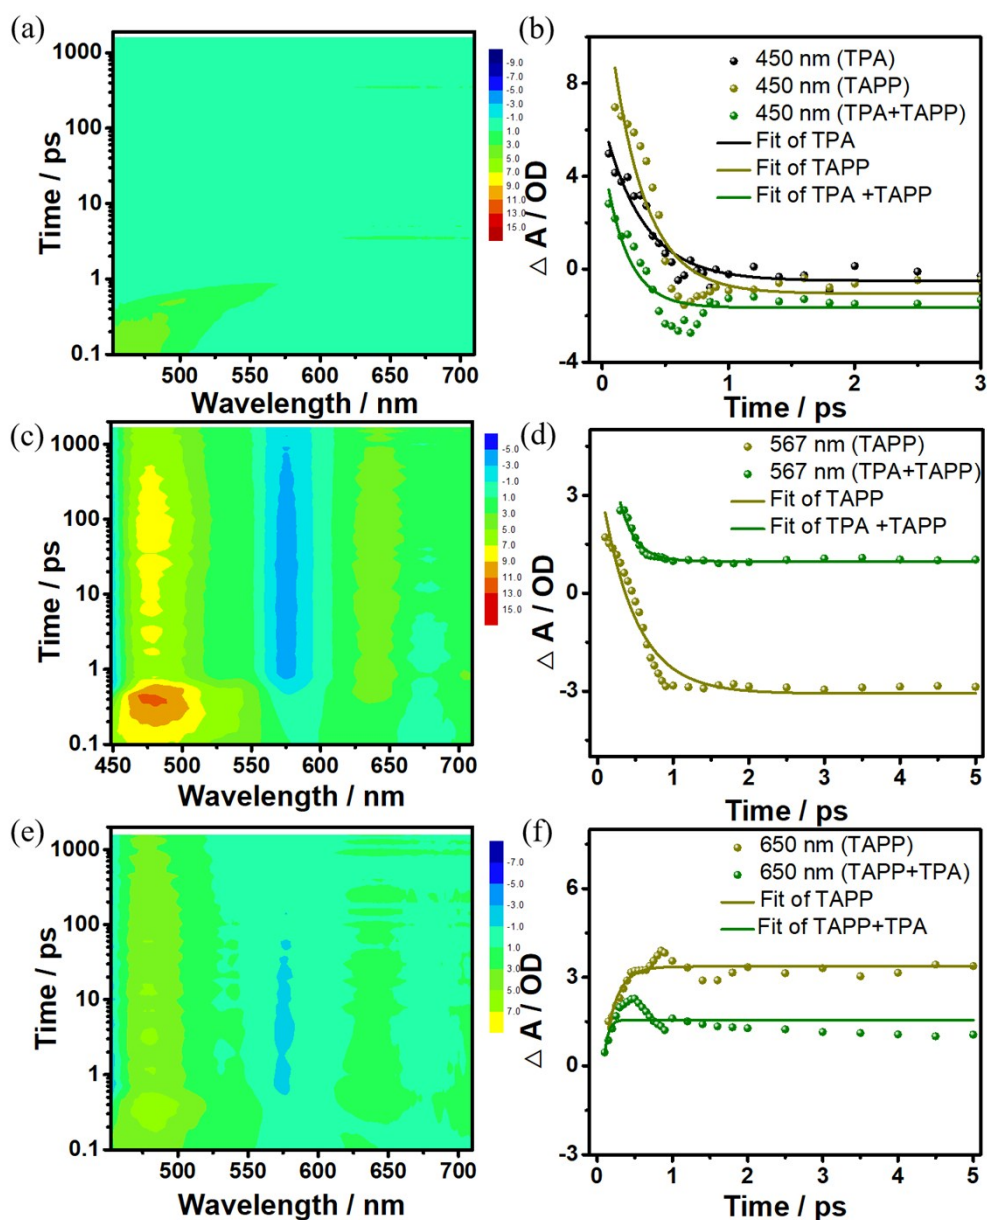 (a)
1000
100
10
1
0.1
Time / ps
500
550
600
650
700
Wavelength / nm
-9.0
-7.0
-5.0
-3.0
-1.0
1.0
3.0
5.0
7.0
9.0
11.0
13.0
15.0
(b)
8
4
0
-4
△ A / OD
450 nm (TPA)
450 nm (TAPP)
450 nm (TPA+TAPP)
Fit of TPA
Fit of TAPP
Fit of TPA +TAPP
0
1
2
3
Time / ps
(c)
1000
100
10
1
0.1
Time / ps
450
500
550
600
650
700
Wavelength / nm
-5.0
-3.0
-1.0
1.0
3.0
5.0
7.0
9.0
11.0
13.0
15.0
(d)
3
0
-3
△ A / OD
567 nm (TAPP)
567 nm (TPA+TAPP)
Fit of TAPP
Fit of TPA +TAPP
0
1
2
3
4
5
Time / ps
(e)
1000
100
10
1
0.1
Time / ps
500
550
600
650
700
Wavelength / nm
-7.0
-5.0
-3.0
-1.0
1.0
3.0
5.0
7.0
(f)
6
3
0
-3
△ A / OD
650 nm (TAPP)
650 nm (TAPP+TPA)
Fit of TAPP
Fit of TAPP+TPA
0
1
2
3
4
5
Time / ps